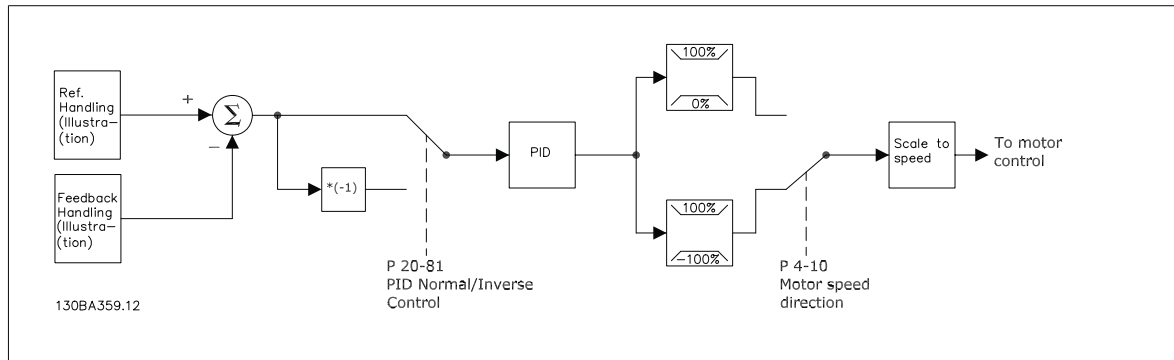 Ref.
Handling
(Illustra-
(tion)
Feedback
Handling
(Illustra-
(tion)
+
−
Σ
*(-1)
P 20-81
PID Normal/Inverse
Control
PID
100%
0%
100%
-100%
P 4-10
Motor speed
direction
Scale to
speed
To motor
control
130BA359.12